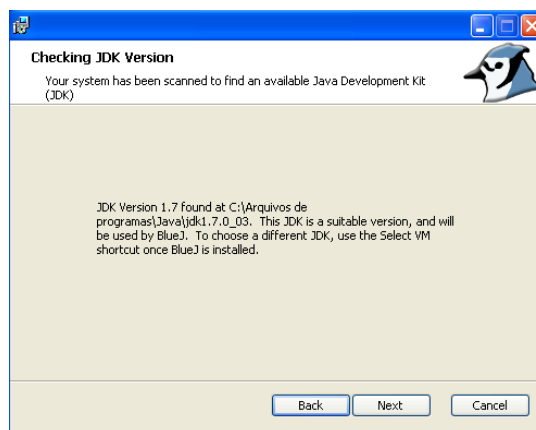 Checking JDK Version
Your system has been scanned to find an available Java Development Kit
(JDK)
JDK Version 1.7 found at C:\Arquivos de
programas\Java\jdk1.7.0_03. This JDK is a suitable version, and will
be used by BlueJ. To choose a different JDK, use the Select VM
shortcut once BlueJ is installed.
Back Next Cancel